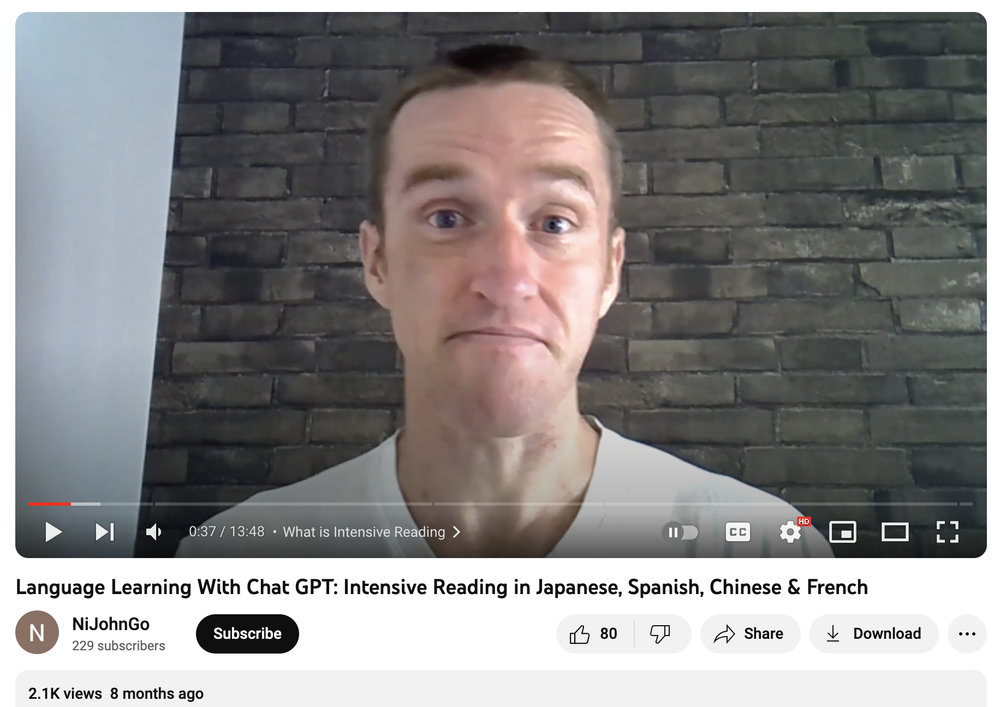 0:37 / 13:48 • What is Intensive Reading
CC
HD
Language Learning With Chat GPT: Intensive Reading in Japanese, Spanish, Chinese & French
N
NiJohnGo
229 subscribers
Subscribe
80
Share
Download
2.1K views 8 months ago